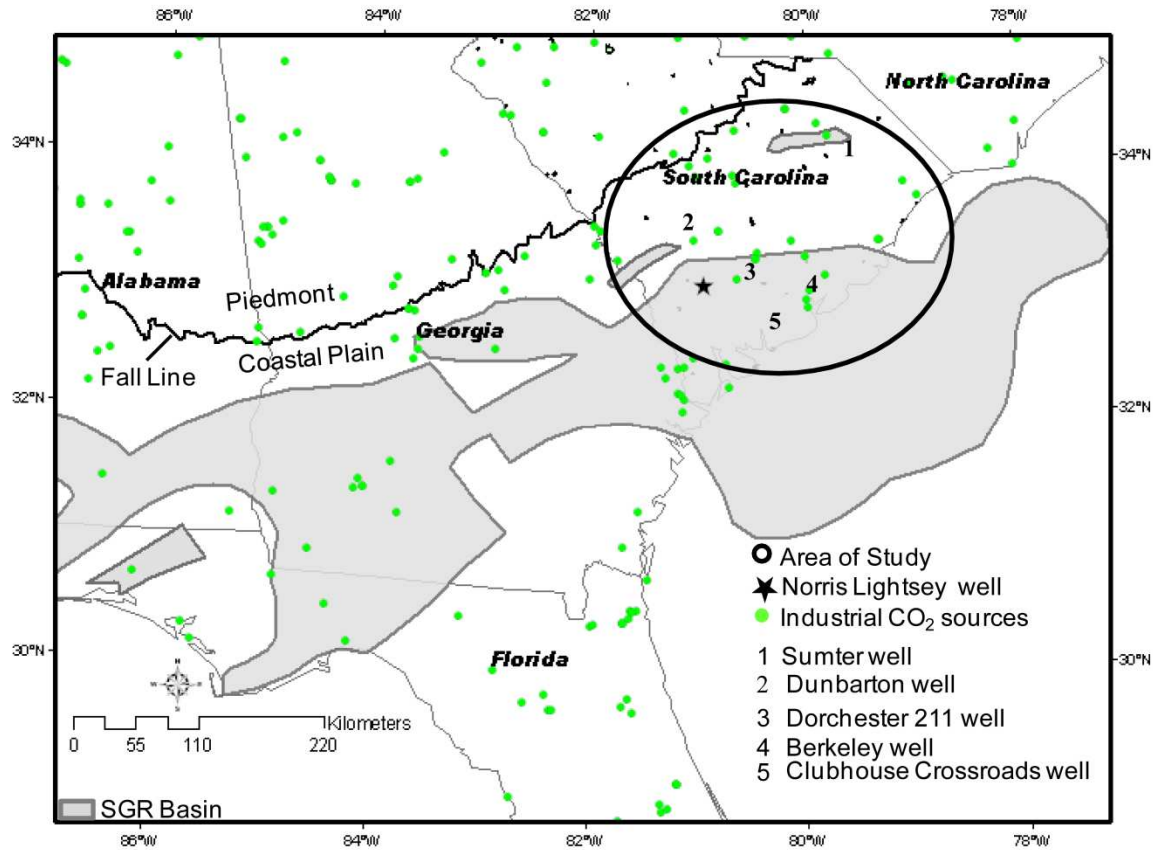 86°W 84°W 82°W 80°W 78°W
North Carolina
34°N 34°N
1
South Carolina
2
Alabama
Piedmont
3
4
Georgia
5
Coastal Plain
Fall Line
32°N 32°N
Area of Study
Norris Lightsey well
Industrial CO₂ sources
30°N 30°N
Florida
1 Sumter well
2 Dunbarton well
3 Dorchester 211 well
4 Berkeley well
5 Clubhouse Crossroads well
N
W E
S
Kilometers
0 55 110 220
SGR Basin
86°W 84°W 82°W 80°W 78°W